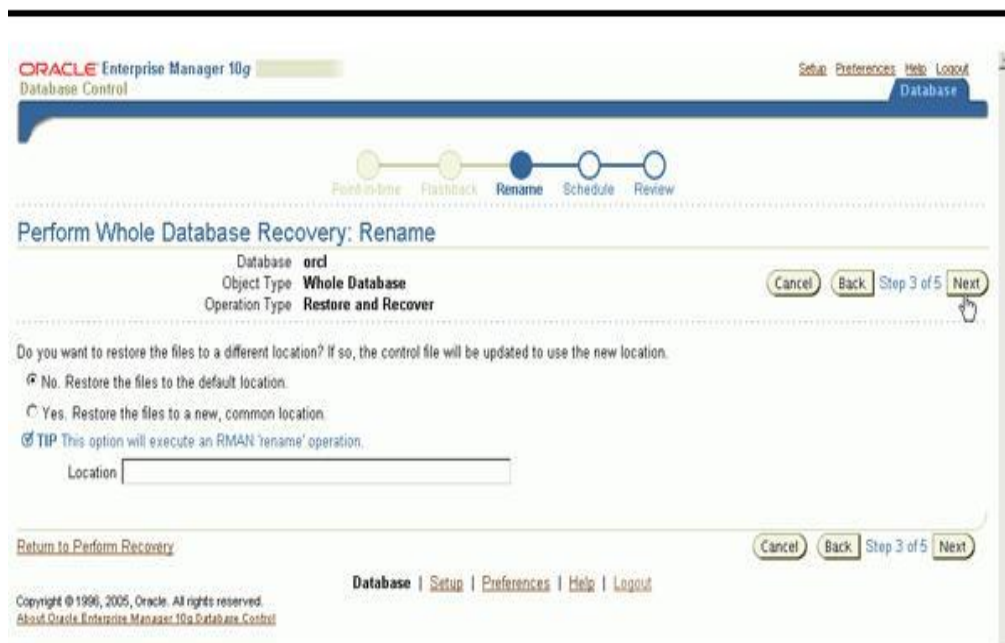 ORACLE Enterprise Manager 10g
Database Control
Setup Preferences Help Logout
Database
Point-in-time Flashback Rename Schedule Review
Perform Whole Database Recovery: Rename
Database orcl
Object Type Whole Database
Operation Type Restore and Recover
Cancel Back Step 3 of 5 Next
Do you want to restore the files to a different location? If so, the control file will be updated to use the new location.
No. Restore the files to the default location.
Yes. Restore the files to a new, common location.
TIP This option will execute an RMAN 'rename' operation.
Location
Return to Perform Recovery
Cancel Back Step 3 of 5 Next
Database | Setup | Preferences | Help | Logout
Copyright © 1996, 2005, Oracle. All rights reserved.
About Oracle Enterprise Manager 10g Database Control